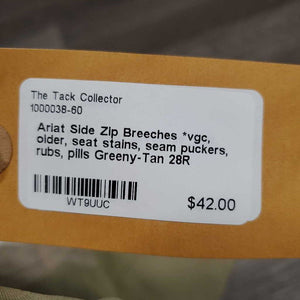 The Tack Collector
1000038-60
Ariat Side Zip Breeches *vgc,
older, seat stains, seam puckers,
rubs, pills Greeny-Tan 28R
WT9UUC
$42.00